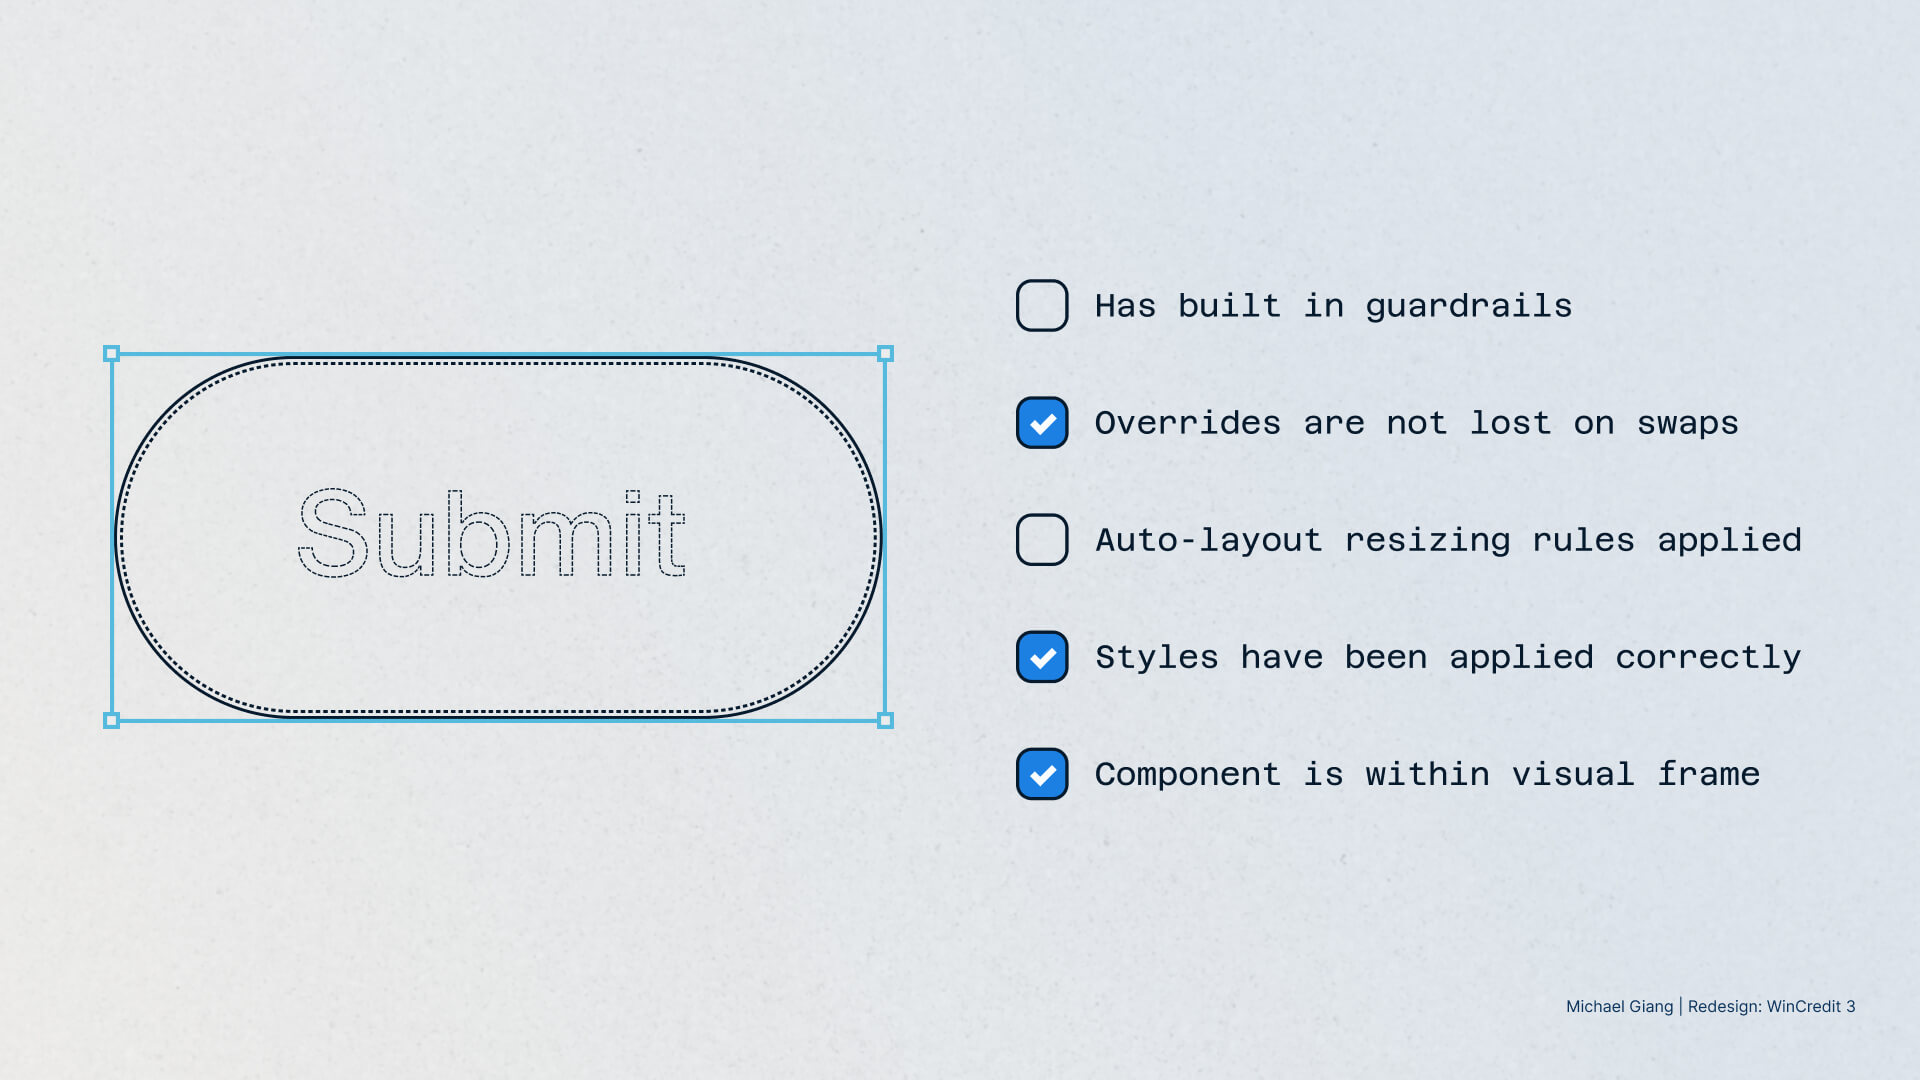 Submit
Has built in guardrails
Overrides are not lost on swaps
Auto-layout resizing rules applied
Styles have been applied correctly
Component is within visual frame
Michael Giang | Redesign: WinCredit 3